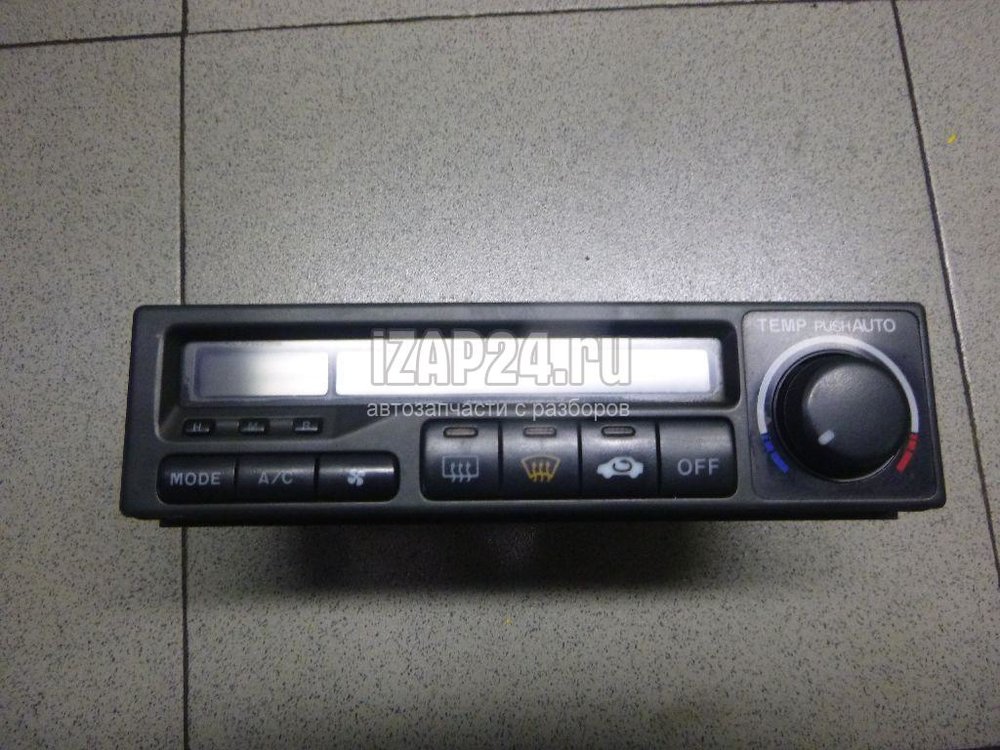 TEMP PUSH AUTO
iZAP24.ru
автозапчасти с разборов
H M R
MODE A/C OFF